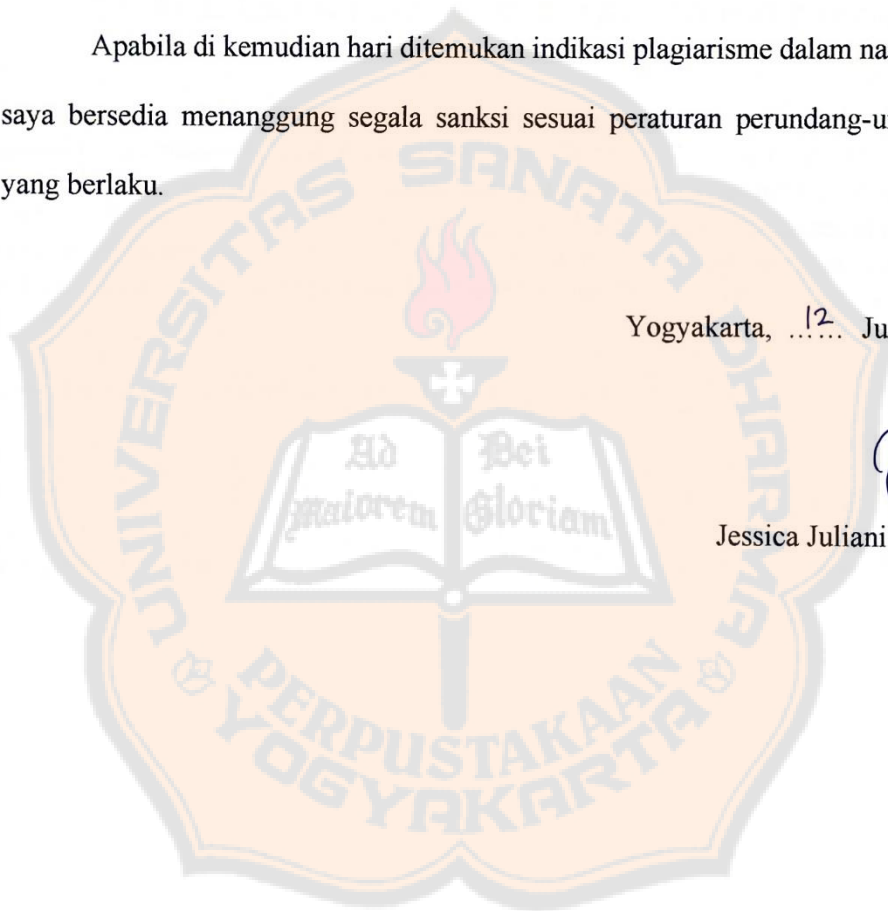 Apabila di kemudian hari ditemukan indikasi plagiarisme dalam na
saya bersedia menanggung segala sanksi sesuai peraturan perundang-u
yang berlaku.
UNIVERSITAS SANATA DHARMA
Yogyakarta, ..12.. Ju
Ad Dei
Maiorem Gloriam
Jessica Juliani
PERPUSTAKAAN
YOGYAKARTA